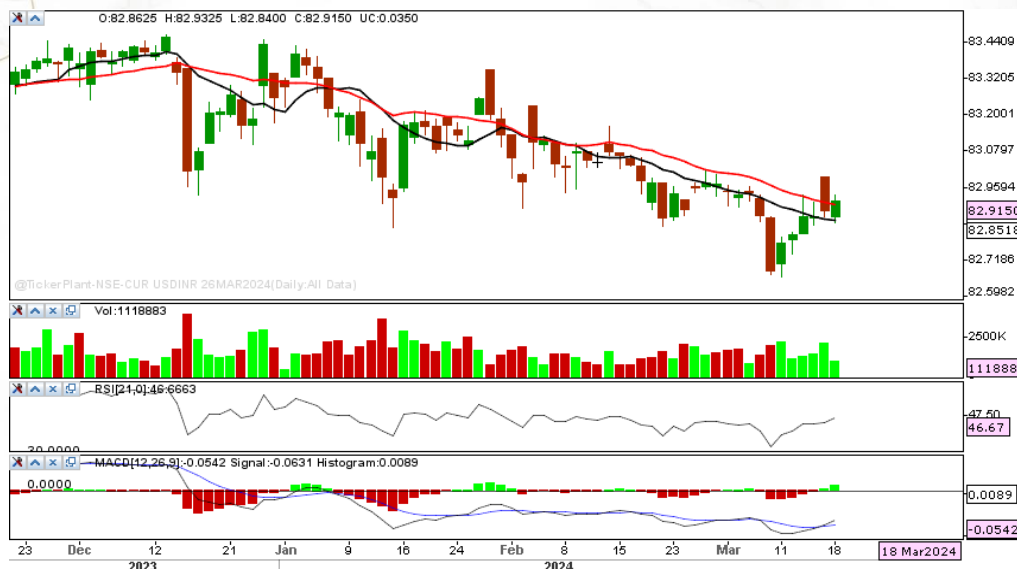 O:82.8625 H:82.9325 L:82.8400 C:82.9150 UC:0.0350
83.4409
83.3205
83.2001
83.0797
82.9594
82.9150
82.8518
82.7186
82.5982
@TickerPlant-NSE-CUR USDINR 26MAR2024(Daily:All Data)
Vol:1118883
2500K
111888
RSI[21,0]:46.6663
47.50
46.67
30.0000
MACD[12,26,9]:-0.0542 Signal:-0.0631 Histogram:0.0089
0.0000
0.0089
-0.0542
23 Dec 12 21 Jan 9 16 24 Feb 8 15 23 Mar 11 18 18 Mar2024
2023 2024